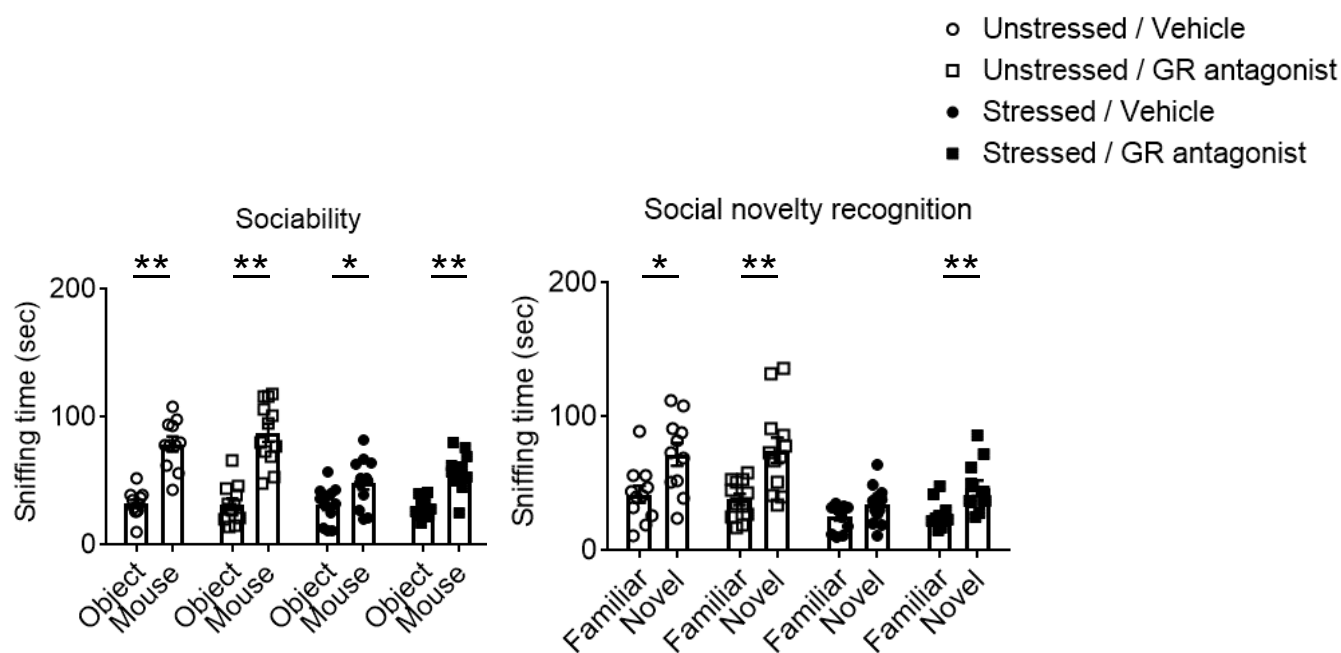 Unstressed / Vehicle
Unstressed / GR antagonist
Stressed / Vehicle
Stressed / GR antagonist
Sociability
** ** * **
Sniffing time (sec)
200
100
0
Object Mouse Object Mouse Object Mouse Object Mouse
Social novelty recognition
* ** **
Sniffing time (sec)
200
100
0
Familiar Novel Familiar Novel Familiar Novel Familiar Novel